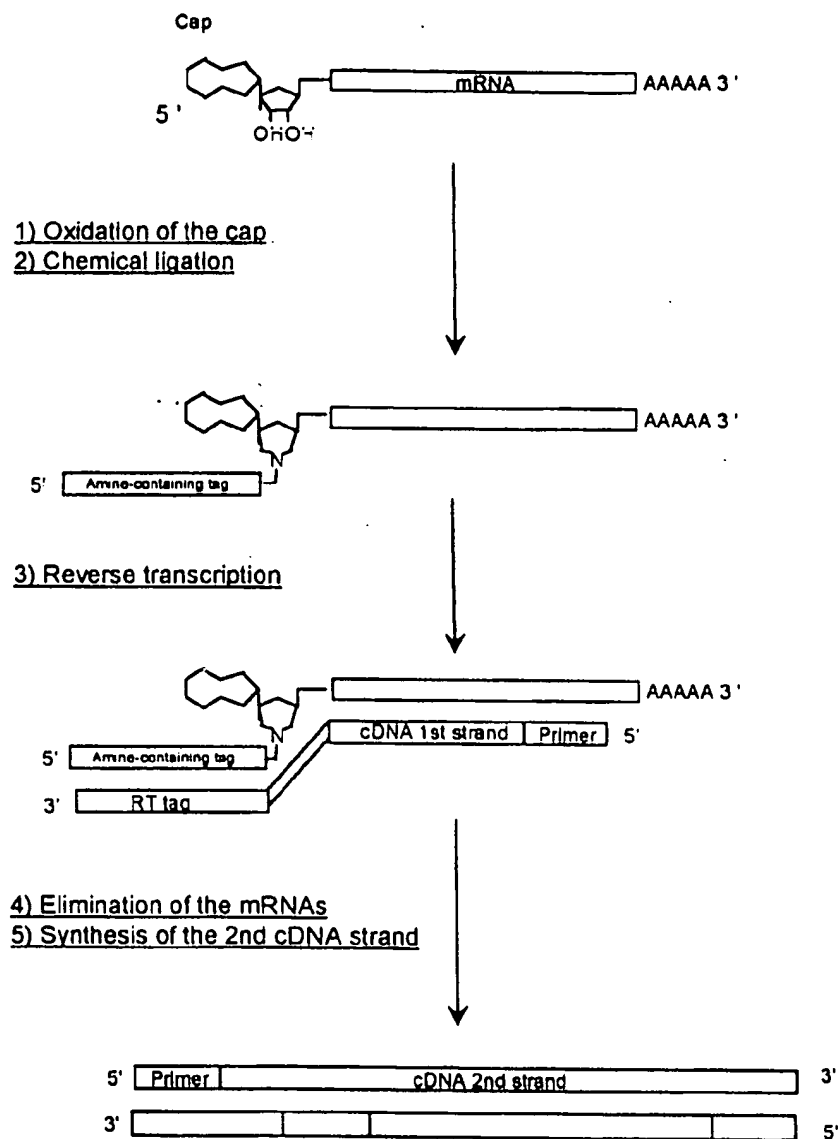 Cap
mRNA AAAAA 3 '
5 '
OHOH
1) Oxidation of the cap
2) Chemical ligation
AAAAA 3 '
N
5' Amine-containing tag
3) Reverse transcription
AAAAA 3 '
N
cDNA 1st strand Primer 5'
5' Amine-containing tag
3' RT tag
4) Elimination of the mRNAs
5) Synthesis of the 2nd cDNA strand
5' Primer cDNA 2nd strand 3'
3' 5'